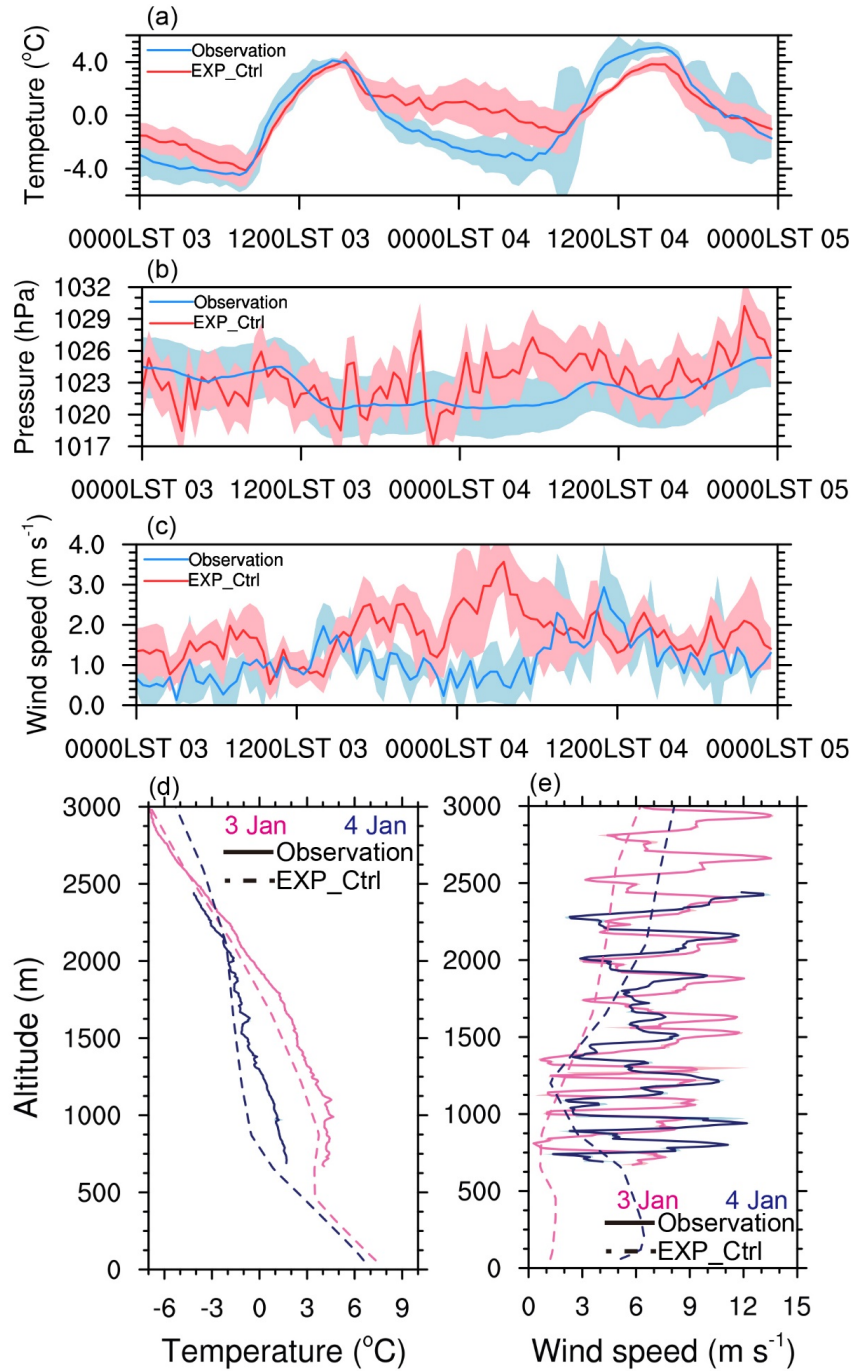 (a)
4.0
0.0
-4.0
Tempeture (°C)
Observation
EXP_Ctrl
0000LST 03 1200LST 03 0000LST 04 1200LST 04 0000LST 05
(b)
1032
1029
1026
1023
1020
1017
Pressure (hPa)
Observation
EXP_Ctrl
0000LST 03 1200LST 03 0000LST 04 1200LST 04 0000LST 05
(c)
4.0
3.0
2.0
1.0
0.0
Wind speed (m s⁻¹)
Observation
EXP_Ctrl
0000LST 03 1200LST 03 0000LST 04 1200LST 04 0000LST 05
(d)
3000
2500
2000
1500
1000
500
0
Altitude (m)
3 Jan 4 Jan
Observation
EXP_Ctrl
-6 -3 0 3 6 9
Temperature (°C)
(e)
3000
2500
2000
1500
1000
500
0
3 Jan 4 Jan
Observation
EXP_Ctrl
0 3 6 9 12 15
Wind speed (m s⁻¹)